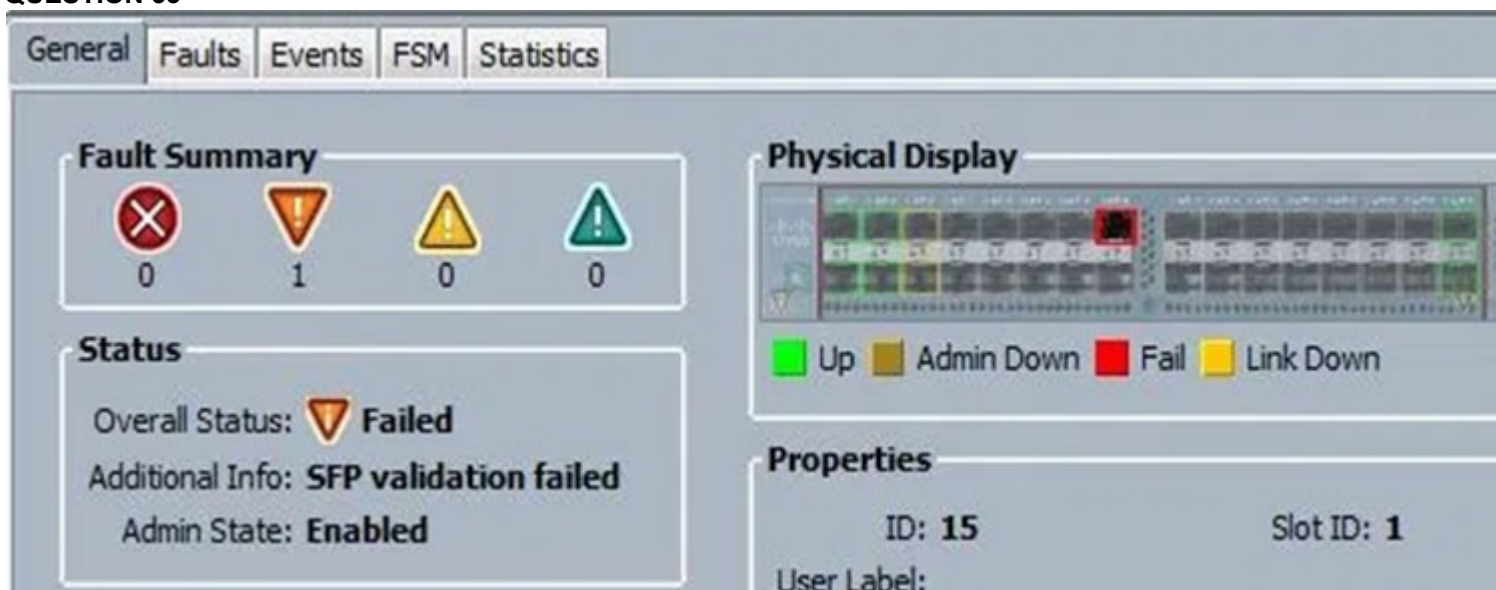 General Faults Events FSM Statistics
Fault Summary
0 1 0 0
Physical Display
Up Admin Down Fail Link Down
Status
Overall Status: Failed
Additional Info: SFP validation failed
Admin State: Enabled
Properties
ID: 15 Slot ID: 1
User Label: